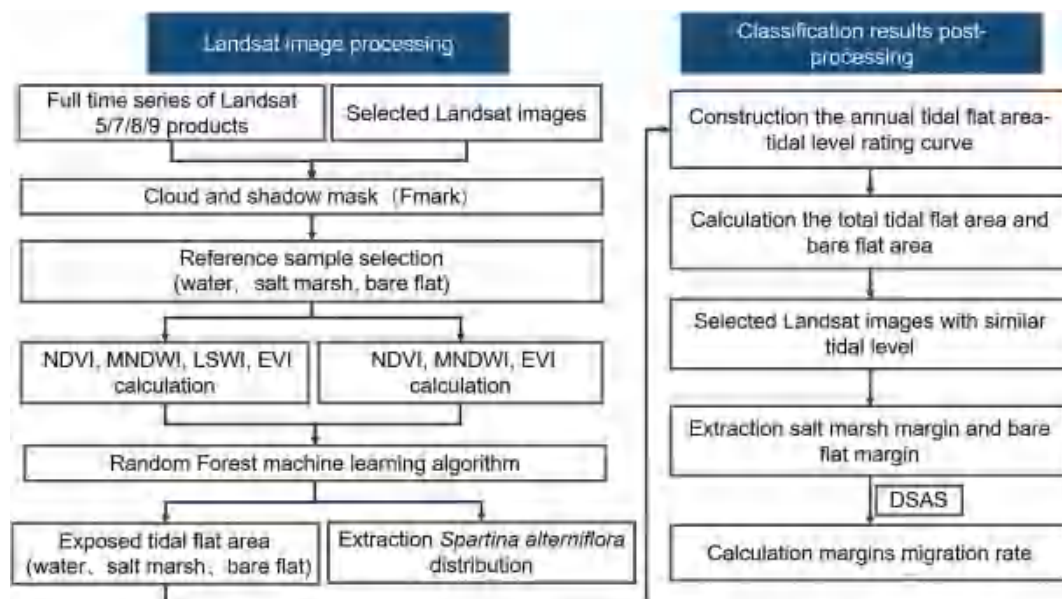 Landsat image processing
Full time series of Landsat
5/7/8/9 products
Selected Landsat images
Cloud and shadow mask（Fmark）
Reference sample selection
(water、salt marsh、bare flat)
NDVI, MNDWI, LSWI, EVI
calculation
NDVI, MNDWI, EVI
calculation
Random Forest machine learning algorithm
Exposed tidal flat area
(water、salt marsh、bare flat)
Extraction Spartina alterniflora
distribution
Classification results post-
processing
Construction the annual tidal flat area-
tidal level rating curve
Calculation the total tidal flat area and
bare flat area
Selected Landsat images with similar
tidal level
Extraction salt marsh margin and bare
flat margin
DSAS
Calculation margins migration rate